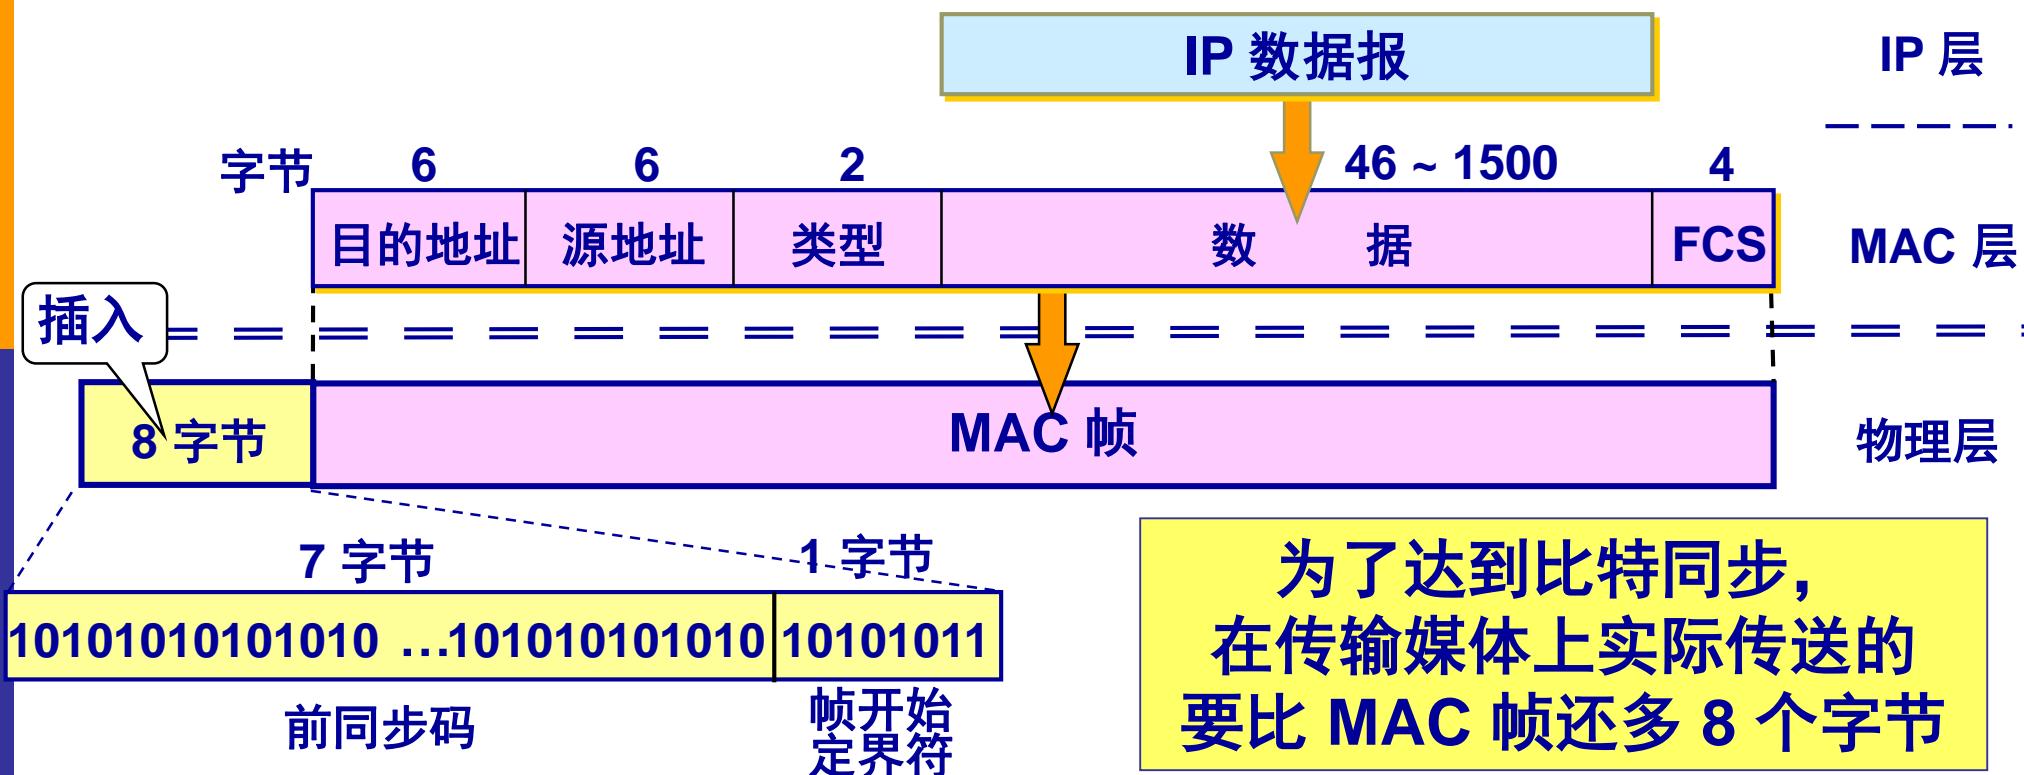 IP 数据报
IP 层
字节 6 6 2 46 ~ 1500 4
目的地址 源地址 类型 数 据 FCS
MAC 层
插入
8 字节 MAC 帧
物理层
7 字节 1 字节
10101010101010 ...101010101010 10101011
前同步码
帧开始
定界符
为了达到比特同步,
在传输媒体上实际传送的
要比 MAC 帧还多 8 个字节